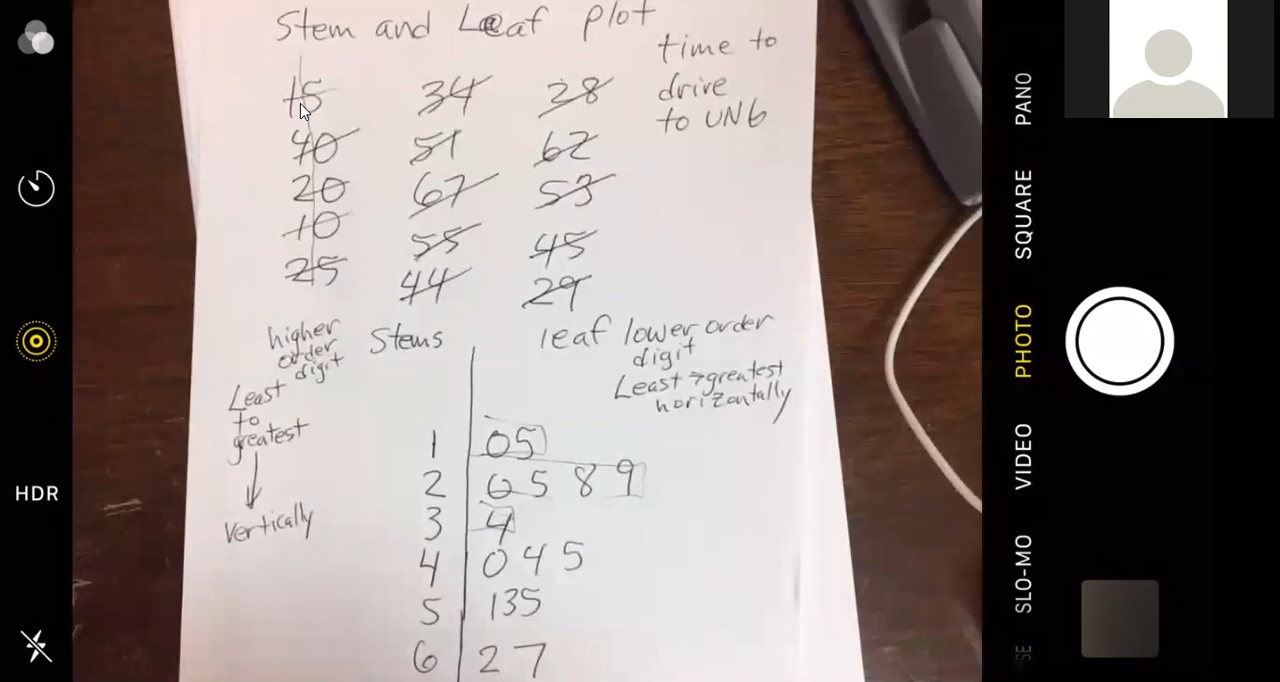 Stem and Leaf plot
time to
drive
to UNG
15 34 28
40 51 62
20 67 53
10 55 45
25 44 29
higher
order
digit
Stems
leaf lower order
digit
Least → greatest
horizontally
Least
to
greatest
↓
Vertically
1 | 0 5
2 | 0 5 8 9
3 | 4
4 | 0 4 5
5 | 1 3 5
6 | 2 7
HDR
PANO
SQUARE
PHOTO
VIDEO
SLO-MO
SE